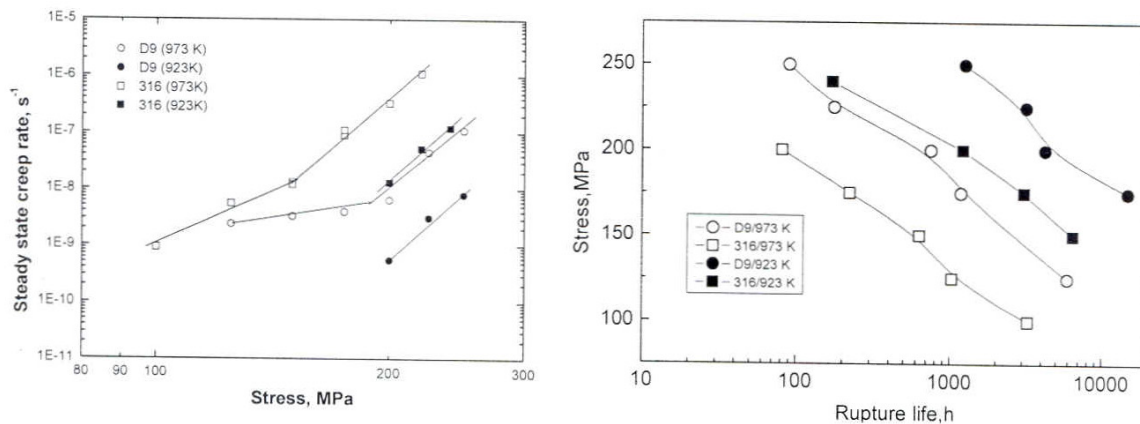 1E-5
1E-6
1E-7
1E-8
1E-9
1E-10
1E-11
Steady state creep rate, s-1
D9 (973 K)
D9 (923K)
316 (973K)
316 (923K)
80 90 100 200 300
Stress, MPa
250
200
150
100
Stress,MPa
D9/973 K
316/973 K
D9/923 K
316/923 K
10 100 1000 10000
Rupture life,h